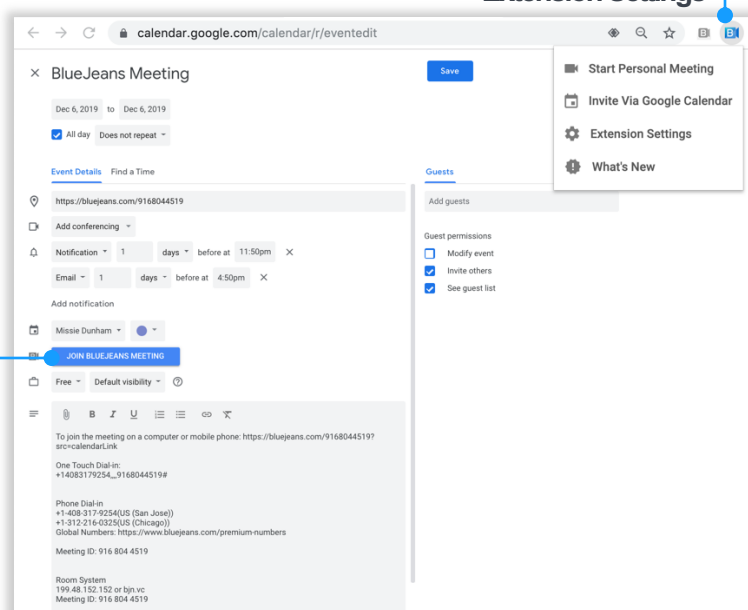 Extension Settings
calendar.google.com/calendar/r/eventedit
BlueJeans Meeting
Save
Start Personal Meeting
Invite Via Google Calendar
Extension Settings
What's New
Dec 6, 2019 to Dec 6, 2019
All day Does not repeat
Event Details Find a Time
Guests
https://bluejeans.com/9168044519
Add guests
Add conferencing
Guest permissions
Notification 1 days before at 11:50pm
Modify event
Email 1 days before at 4:50pm
Invite others
See guest list
Add notification
Missie Dunham
JOIN BLUEJEANS MEETING
Free Default visibility
B I U
To join the meeting on a computer or mobile phone: https://bluejeans.com/9168044519?
src=calendarLink
One Touch Dial-in:
+14083179254,,,9168044519#
Phone Dial-in
+1-408-317-9254(US (San Jose))
+1-312-216-0325(US (Chicago))
Global Numbers: https://www.bluejeans.com/premium-numbers
Meeting ID: 916 804 4519
Room System
199.48.152.152 or bjn.vc
Meeting ID: 916 804 4519